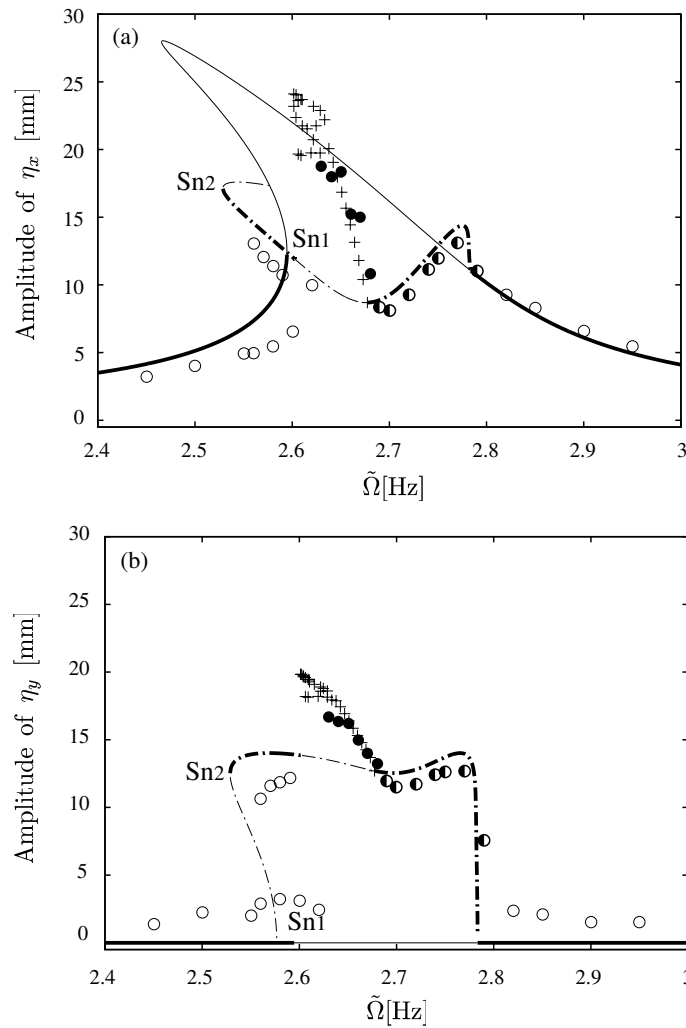 30
(a)
25
Amplitude of η_x [mm]
20
Sn2
15
Sn1
10
5
0
2.4 2.5 2.6 2.7 2.8 2.9 3
Ω̃[Hz]
30
(b)
25
Amplitude of η_y [mm]
20
15
Sn2
10
5
Sn1
0
2.4 2.5 2.6 2.7 2.8 2.9 3
Ω̃[Hz]